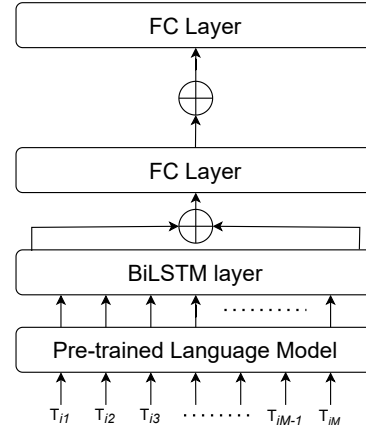 FC Layer
FC Layer
BiLSTM layer
.........
Pre-trained Language Model
Ti1 Ti2 Ti3 ......... TiM-1 TiM